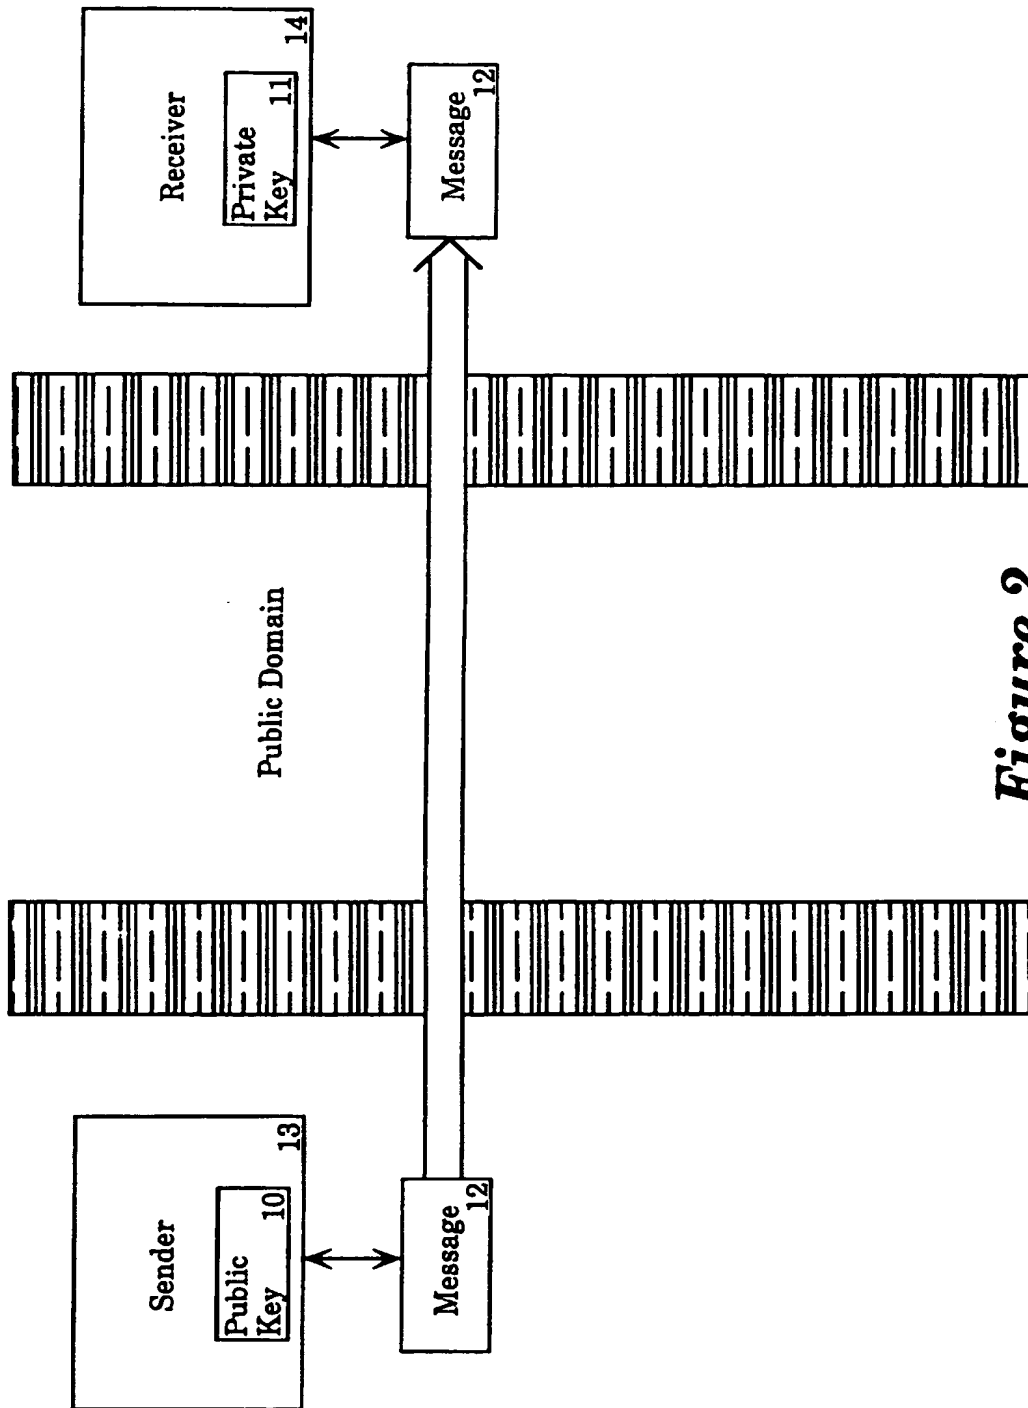 Sender
Public
Key
10
13
Message
12
Public Domain
Receiver
Private
Key
11
14
Message
12
Figure 2